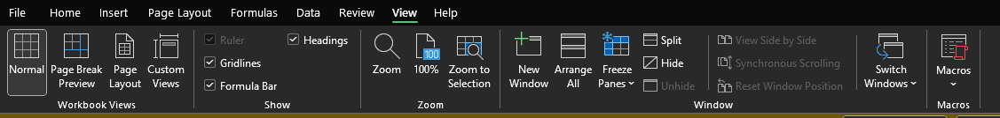 File Home Insert Page Layout Formulas Data Review View Help
Ruler Headings
Gridlines
Formula Bar
Normal
Page Break
Preview
Page
Layout
Custom
Views
Zoom
100
100%
Zoom to
Selection
New
Window
Arrange
All
Freeze
Panes
Split
Hide
Unhide
View Side by Side
Synchronous Scrolling
Reset Window Position
Switch
Windows
Macros
Workbook Views Show Zoom Window Macros